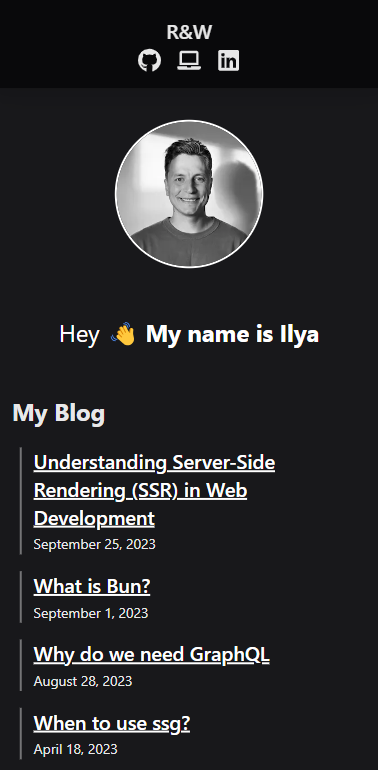 R&W
Hey 👋 My name is Ilya
My Blog
Understanding Server-Side
Rendering (SSR) in Web
Development
September 25, 2023
What is Bun?
September 1, 2023
Why do we need GraphQL
August 28, 2023
When to use ssg?
April 18, 2023